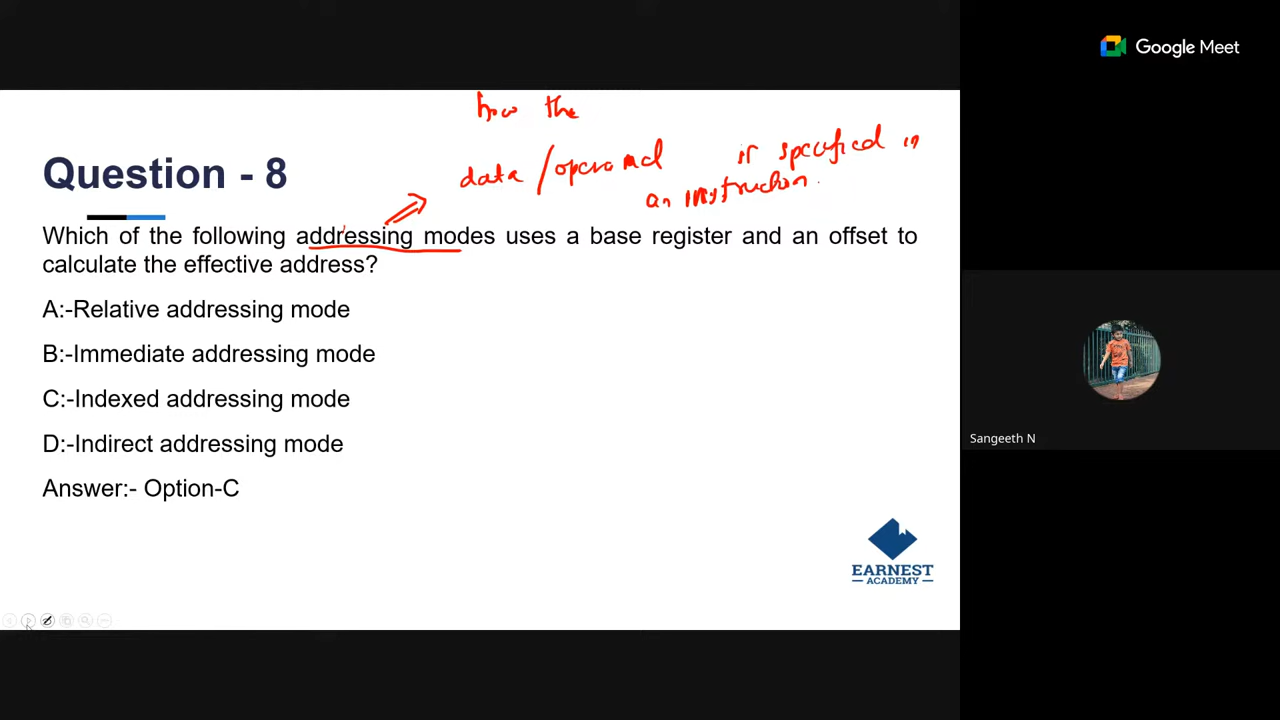 Google Meet
how the
data / operand is specified in
an instruction
Question - 8
Which of the following addressing modes uses a base register and an offset to
calculate the effective address?
A:-Relative addressing mode
B:-Immediate addressing mode
C:-Indexed addressing mode
D:-Indirect addressing mode
Answer:- Option-C
Sangeeth N
EARNEST
ACADEMY